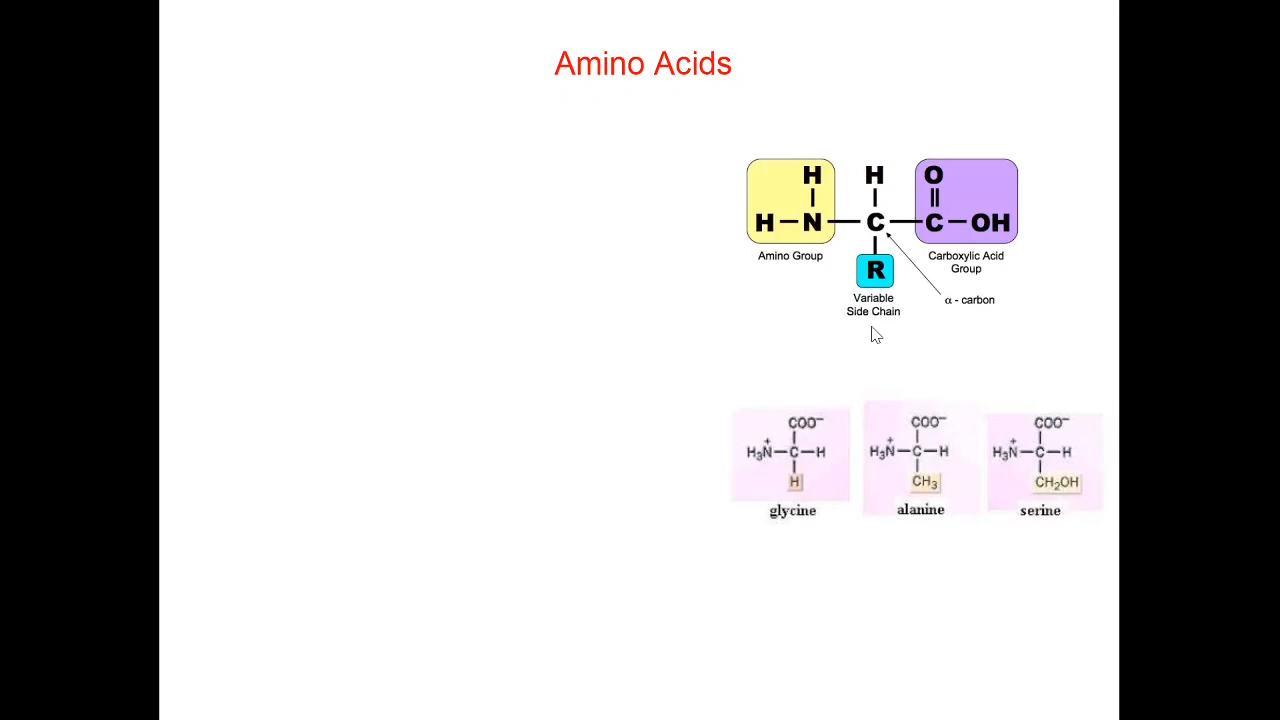 Amino Acids
H H O
H N C C OH
Amino Group
R
Carboxylic Acid
Group
Variable
Side Chain
α - carbon
COO⁻ COO⁻ COO⁻
H₃N⁺ C H H₃N⁺ C H H₃N⁺ C H
H CH₃ CH₂OH
glycine alanine serine